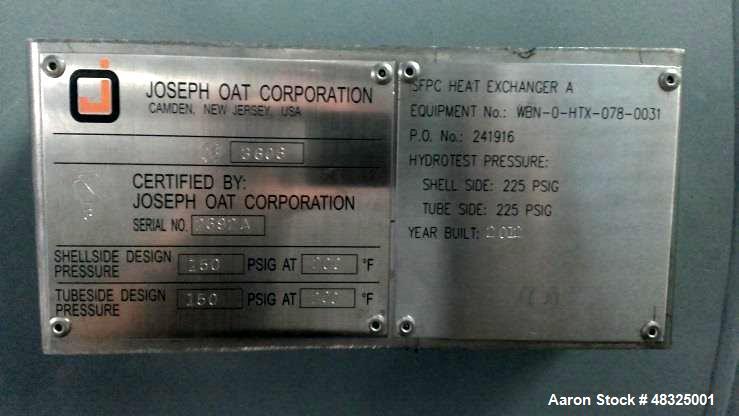 JOSEPH OAT CORPORATION
CAMDEN, NEW JERSEY, USA
CERTIFIED BY:
JOSEPH OAT CORPORATION
SERIAL NO.
SHELLSIDE DESIGN
PRESSURE 150 PSIG AT °F
TUBESIDE DESIGN
PRESSURE 150 PSIG AT °F
SFPC HEAT EXCHANGER A
EQUIPMENT No.: WBN-0-HTX-078-0031
P.O. No.: 241916
HYDROTEST PRESSURE:
SHELL SIDE: 225 PSIG
TUBE SIDE: 225 PSIG
YEAR BUILT:
Aaron Stock # 48325001